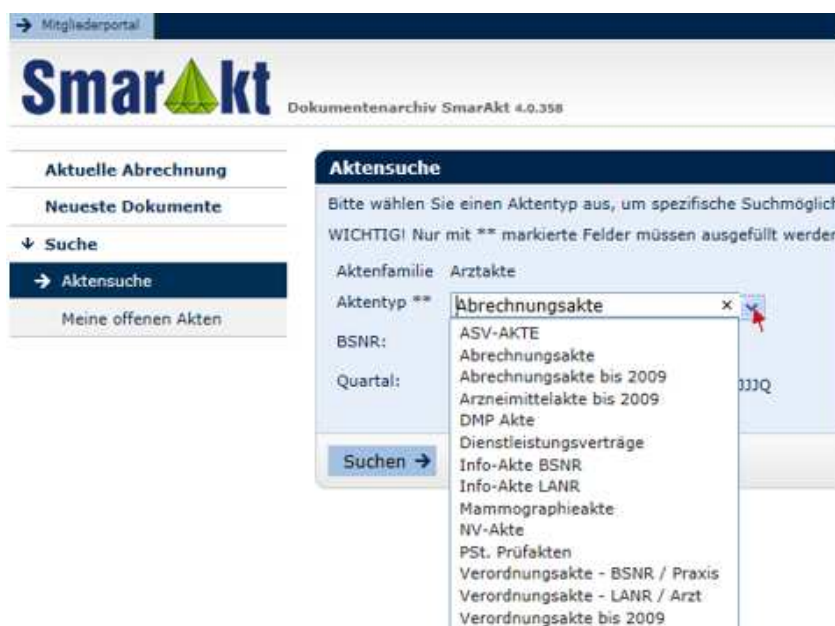 Mitgliederportal
SmarAkt
Dokumentenarchiv SmarAkt 4.0.358
Aktuelle Abrechnung
Neueste Dokumente
Suche
Aktensuche
Meine offenen Akten
Aktensuche
Bitte wählen Sie einen Aktentyp aus, um spezifische Suchmöglich
WICHTIG! Nur mit ** markierte Felder müssen ausgefüllt werden
Aktenfamilie Arztakte
Aktentyp ** Abrechnungsakte ×
BSNR:
Quartal: JJJQ
ASV-AKTE
Abrechnungsakte
Abrechnungsakte bis 2009
Arzneimittelakte bis 2009
DMP Akte
Dienstleistungsverträge
Info-Akte BSNR
Info-Akte LANR
Mammographieakte
NV-Akte
PSt. Prüfakten
Verordnungsakte - BSNR / Praxis
Verordnungsakte - LANR / Arzt
Verordnungsakte bis 2009
Suchen